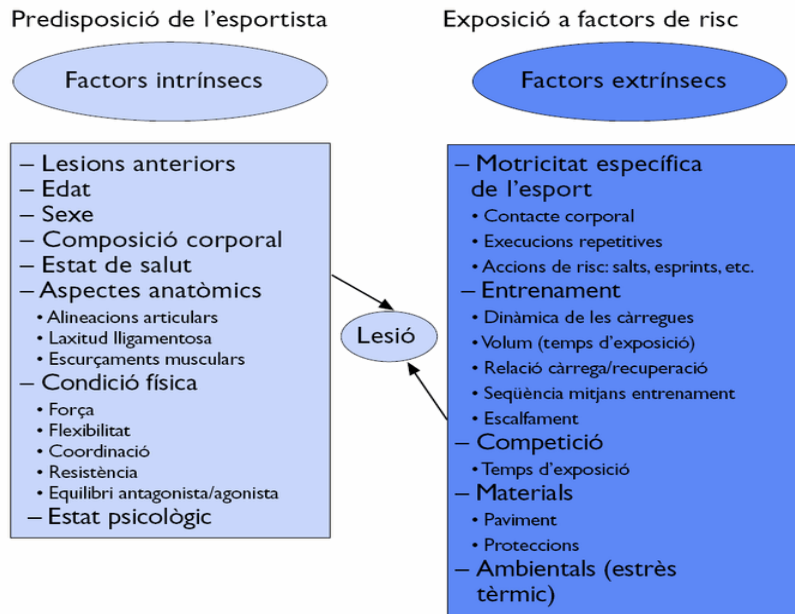 Predisposició de l'esportista
Factors intrínsecs
– Lesions anteriors
– Edat
– Sexe
– Composició corporal
– Estat de salut
– Aspectes anatòmics
• Alineacions articulars
• Laxitud lligamentosa
• Escurçaments musculars
– Condició física
• Força
• Flexibilitat
• Coordinació
• Resistència
• Equilibri antagonista/agonista
– Estat psicològic
Lesió
Exposició a factors de risc
Factors extrínsecs
– Motricitat específica
de l'esport
• Contacte corporal
• Execucions repetitives
• Accions de risc: salts, esprints, etc.
– Entrenament
• Dinàmica de les càrregues
• Volum (temps d'exposició)
• Relació càrrega/recuperació
• Seqüència mitjans entrenament
• Escalfament
– Competició
• Temps d'exposició
– Materials
• Paviment
• Proteccions
– Ambientals (estrès
tèrmic)